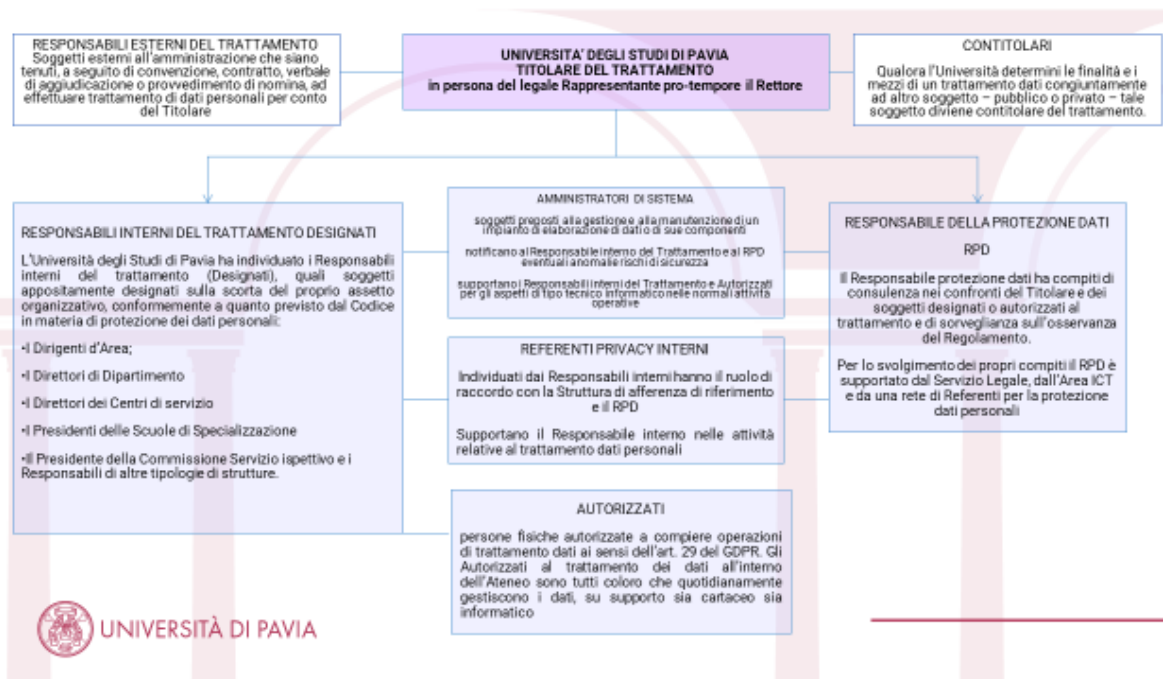 RESPONSABILI ESTERNI DEL TRATTAMENTO
Soggetti esterni all'amministrazione che siano
tenuti, a seguito di convenzione, contratto, verbale
di aggiudicazione o provvedimento di nomina, ad
effettuare trattamento di dati personali per conto
del Titolare
UNIVERSITA' DEGLI STUDI DI PAVIA
TITOLARE DEL TRATTAMENTO
in persona del legale Rappresentante pro-tempore il Rettore
CONTITOLARI
Qualora l'Università determini le finalità e i
mezzi di un trattamento dati congiuntamente
ad altro soggetto – pubblico o privato – tale
soggetto diviene contitolare del trattamento.
RESPONSABILI INTERNI DEL TRATTAMENTO DESIGNATI
L'Università degli Studi di Pavia ha individuato i Responsabili
interni del trattamento (Designati), quali soggetti
appositamente designati sulla scorta del proprio assetto
organizzativo, conformemente a quanto previsto dal Codice
in materia di protezione dei dati personali:
•I Dirigenti d'Area;
•I Direttori di Dipartimento
•I Direttori dei Centri di servizio
•I Presidenti delle Scuole di Specializzazione
•Il Presidente della Commissione Servizio ispettivo e i
Responsabili di altre tipologie di strutture.
AMMINISTRATORI DI SISTEMA
soggetti preposti alla gestione e alla manutenzione di un
impianto di elaborazione di dati o di sue componenti
notificano al Responsabile interno del Trattamento e al RPD
eventuali anomalie rischi di sicurezza
supportano i Responsabili interni del Trattamento e Autorizzati
per gli aspetti di tipo tecnico informatico nelle normali attività
operative
REFERENTI PRIVACY INTERNI
Individuati dai Responsabili interni hanno il ruolo di
raccordo con la Struttura di afferenza di riferimento
e il RPD
Supportano il Responsabile interno nelle attività
relative al trattamento dati personali
AUTORIZZATI
persone fisiche autorizzate a compiere operazioni
di trattamento dati ai sensi dell'art. 29 del GDPR. Gli
Autorizzati al trattamento dei dati all'interno
dell'Ateneo sono tutti coloro che quotidianamente
gestiscono i dati, su supporto sia cartaceo sia
informatico
RESPONSABILE DELLA PROTEZIONE DATI
RPD
Il Responsabile protezione dati ha compiti di
consulenza nei confronti del Titolare e dei
soggetti designati o autorizzati al
trattamento e di sorveglianza sull'osservanza
del Regolamento.
Per lo svolgimento dei propri compiti il RPD è
supportato dal Servizio Legale, dall'Area ICT
e da una rete di Referenti per la protezione
dati personali
UNIVERSITÀ DI PAVIA